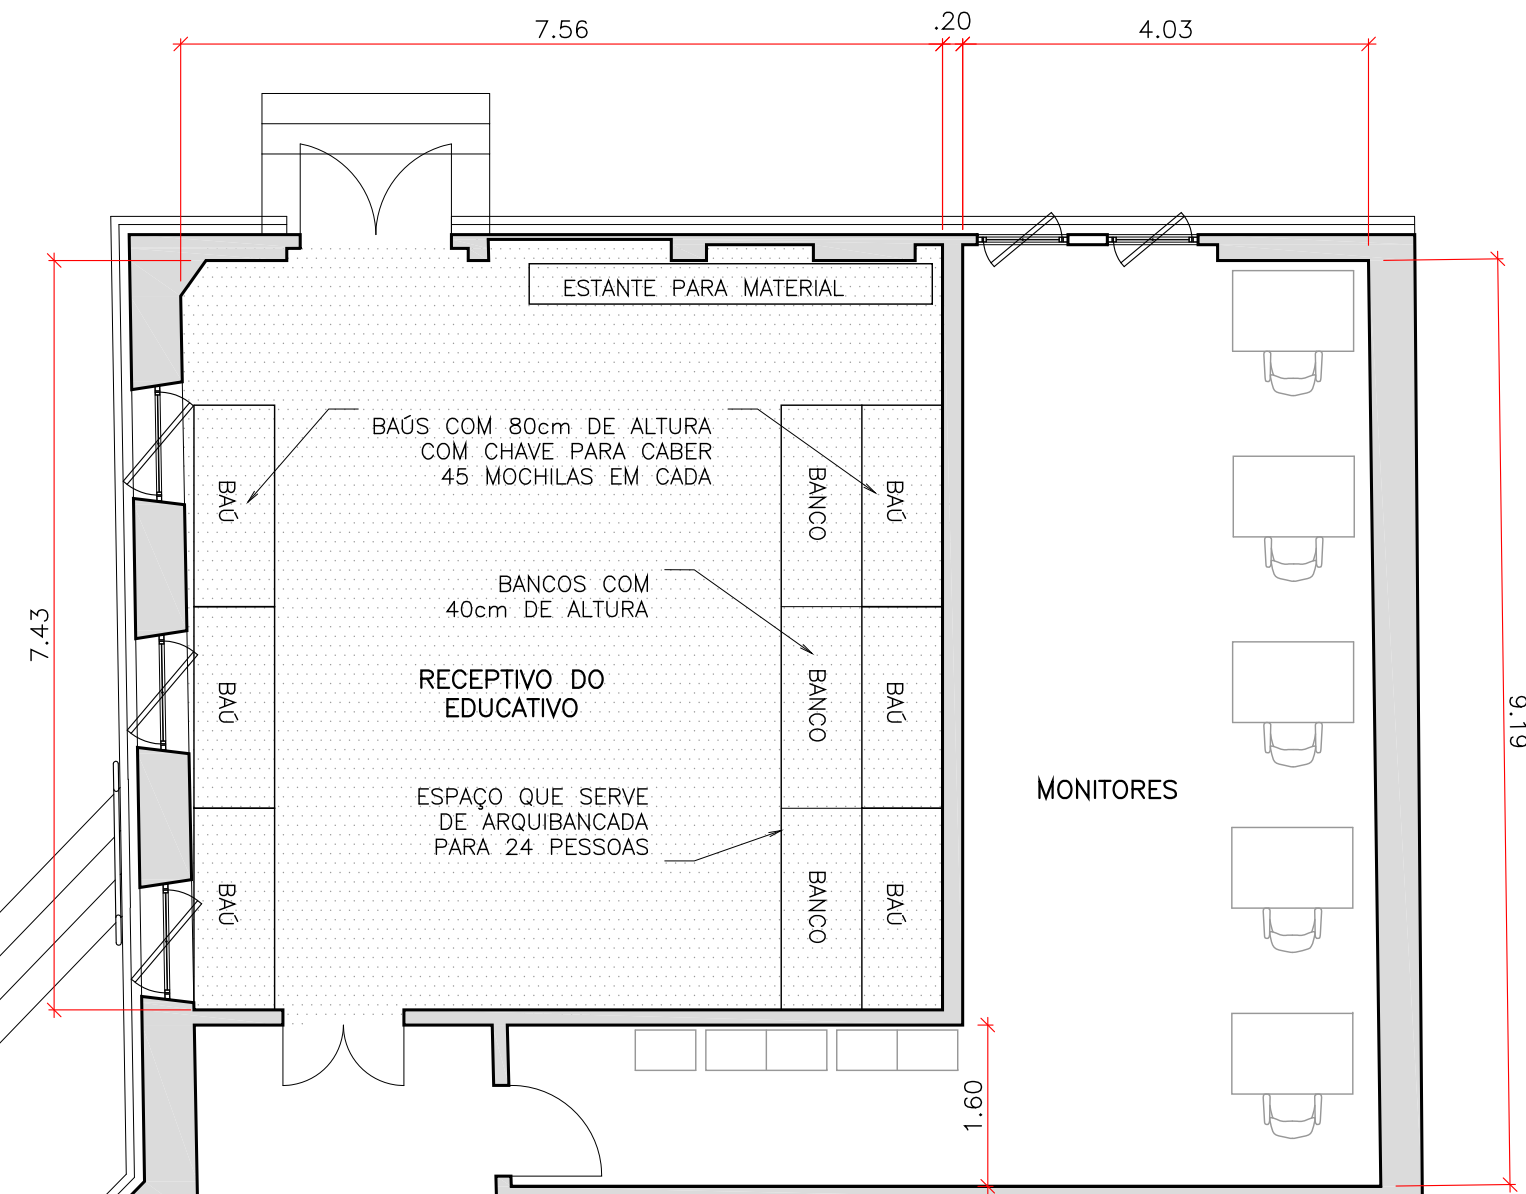 7.56
.20
4.03
ESTANTE PARA MATERIAL
BAÚS COM 80cm DE ALTURA
COM CHAVE PARA CABER
45 MOCHILAS EM CADA
BAÚ
BANCO
BAÚ
BANCOS COM
40cm DE ALTURA
7.43
RECEPTIVO DO
EDUCATIVO
BAÚ
BANCO
BAÚ
9.19
MONITORES
ESPAÇO QUE SERVE
DE ARQUIBANCADA
PARA 24 PESSOAS
BAÚ
BANCO
BAÚ
1.60